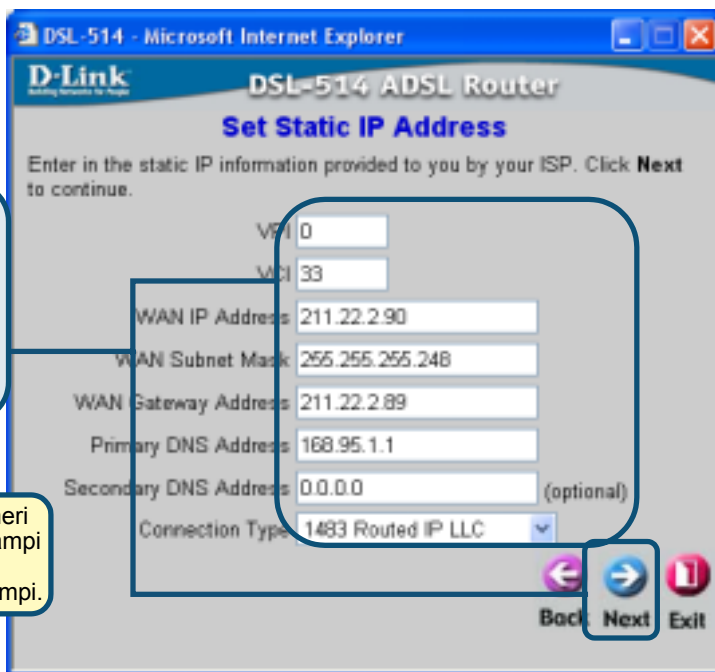 DSL-514 - Microsoft Internet Explorer
D-Link
Building Networks for People
DSL-514 ADSL Router
Set Static IP Address
Enter in the static IP information provided to you by your ISP. Click Next
to continue.
VPI 0
VCI 33
WAN IP Address 211.22.2.90
WAN Subnet Mask 255.255.255.248
WAN Gateway Address 211.22.2.89
Primary DNS Address 168.95.1.1
Secondary DNS Address 0.0.0.0 (optional)
Connection Type 1483 Routed IP LLC
Back Next Exit